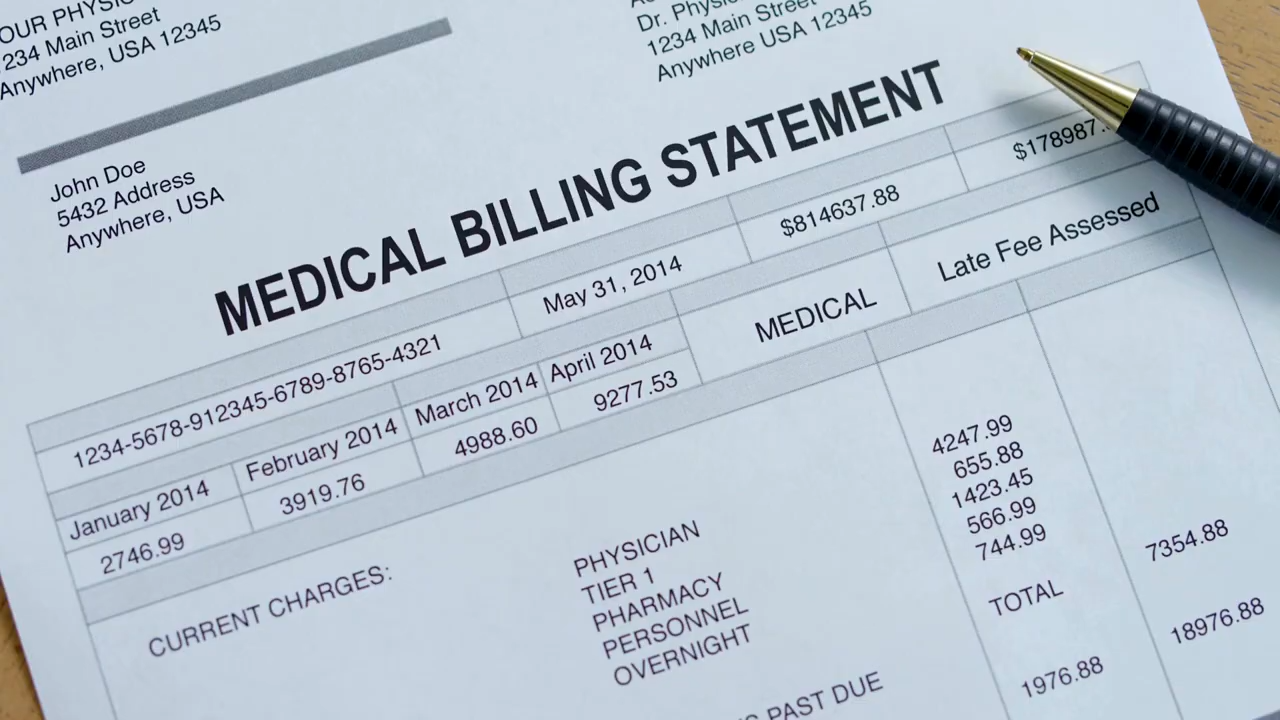 OUR PHYSIC
1234 Main Street
Anywhere, USA 12345
Dr. Physic
1234 Main Street
Anywhere USA 12345
John Doe
5432 Address
Anywhere, USA
MEDICAL BILLING STATEMENT
1234-5678-912345-6789-8765-4321
May 31, 2014
$814637.88
$178987.
January 2014
February 2014
March 2014
April 2014
MEDICAL
Late Fee Assessed
2746.99
3919.76
4988.60
9277.53
CURRENT CHARGES:
PHYSICIAN 4247.99
TIER 1 655.88
PHARMACY 1423.45
PERSONNEL 566.99
OVERNIGHT 744.99
TOTAL 7354.88
PAST DUE 1976.88 18976.88